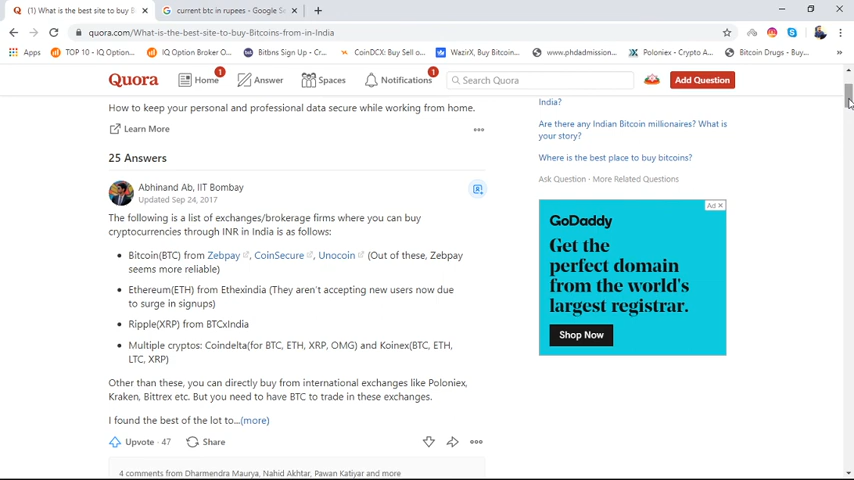 (1) What is the best site to buy B
current btc in rupees - Google Se
quora.com/What-is-the-best-site-to-buy-Bitcoins-from-in-India
Apps TOP 10 - IQ Option... IQ Option Broker O... Bitbns Sign Up - Cr... CoinDCX: Buy Sell o... WazirX, Buy Bitcoin... www.phdadmission... Poloniex - Crypto A... Bitcoin Drugs - Buy...
Quora Home 1 Answer Spaces Notifications 1 Search Quora Add Question
How to keep your personal and professional data secure while working from home.
Learn More
25 Answers
Abhinand Ab, IIT Bombay
Updated Sep 24, 2017
The following is a list of exchanges/brokerage firms where you can buy
cryptocurrencies through INR in India is as follows:
• Bitcoin(BTC) from Zebpay, CoinSecure, Unocoin (Out of these, Zebpay
seems more reliable)
• Ethereum(ETH) from Ethexindia (They aren't accepting new users now due
to surge in signups)
• Ripple(XRP) from BTCxIndia
• Multiple cryptos: Coindelta(for BTC, ETH, XRP, OMG) and Koinex(BTC, ETH,
LTC, XRP)
Other than these, you can directly buy from international exchanges like Poloniex,
Kraken, Bittrex etc. But you need to have BTC to trade in these exchanges.
I found the best of the lot to...(more)
Upvote · 47 Share
4 comments from Dharmendra Maurya, Nahid Akhtar, Pawan Katiyar and more
India?
Are there any Indian Bitcoin millionaires? What is
your story?
Where is the best place to buy bitcoins?
Ask Question · More Related Questions
Ad
GoDaddy
Get the
perfect domain
from the world's
largest registrar.
Shop Now